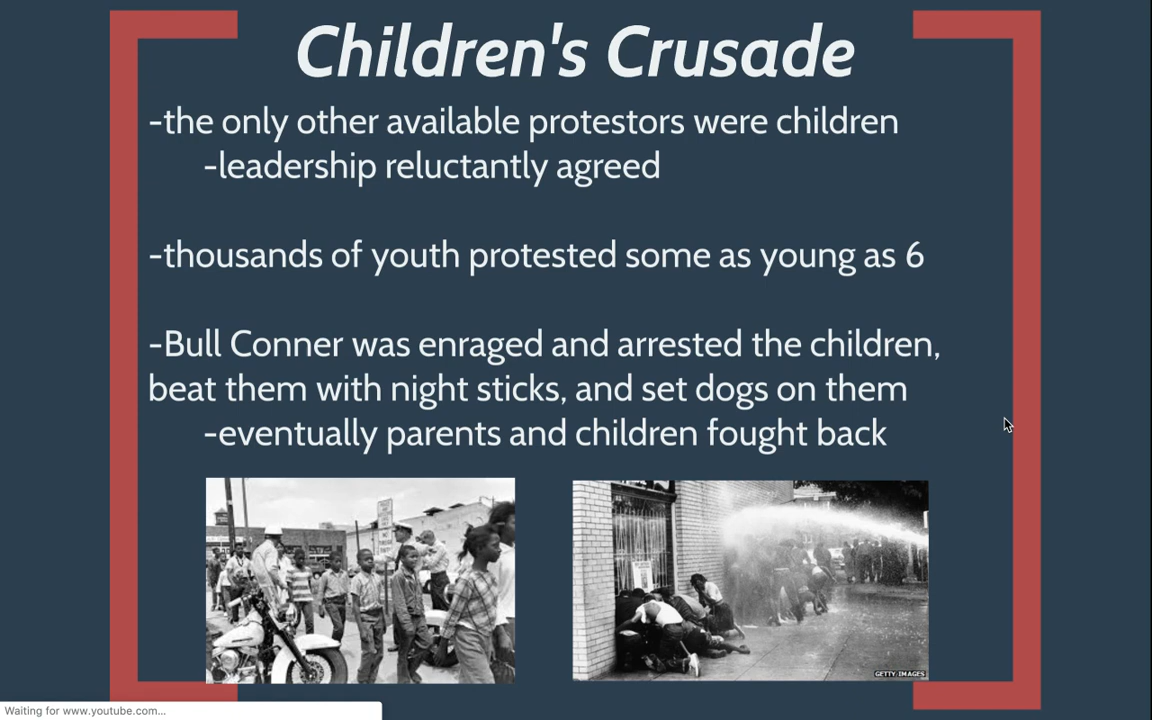 Children's Crusade
-the only other available protestors were children
-leadership reluctantly agreed
-thousands of youth protested some as young as 6
-Bull Conner was enraged and arrested the children,
beat them with night sticks, and set dogs on them
-eventually parents and children fought back
GETTY IMAGES
Waiting for www.youtube.com...